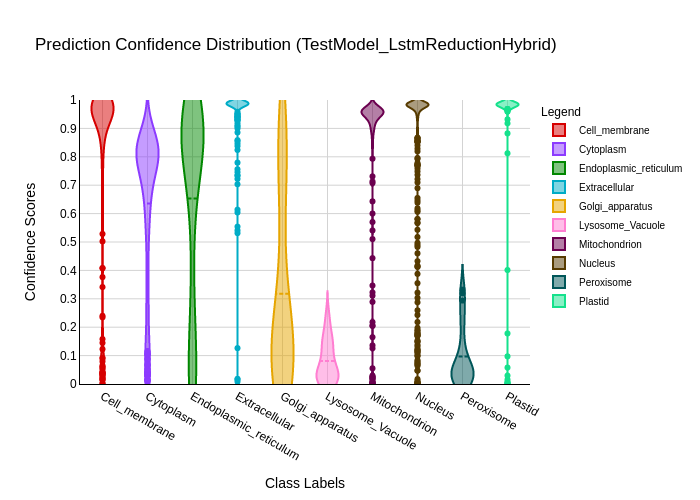 Prediction Confidence Distribution (TestModel_LstmReductionHybrid)
Legend
Cell_membrane
Cytoplasm
Endoplasmic_reticulum
Extracellular
Golgi_apparatus
Lysosome_Vacuole
Mitochondrion
Nucleus
Peroxisome
Plastid
Confidence Scores
1
0.9
0.8
0.7
0.6
0.5
0.4
0.3
0.2
0.1
0
Cell_membrane
Cytoplasm
Endoplasmic_reticulum
Extracellular
Golgi_apparatus
Lysosome_Vacuole
Mitochondrion
Nucleus
Peroxisome
Plastid
Class Labels